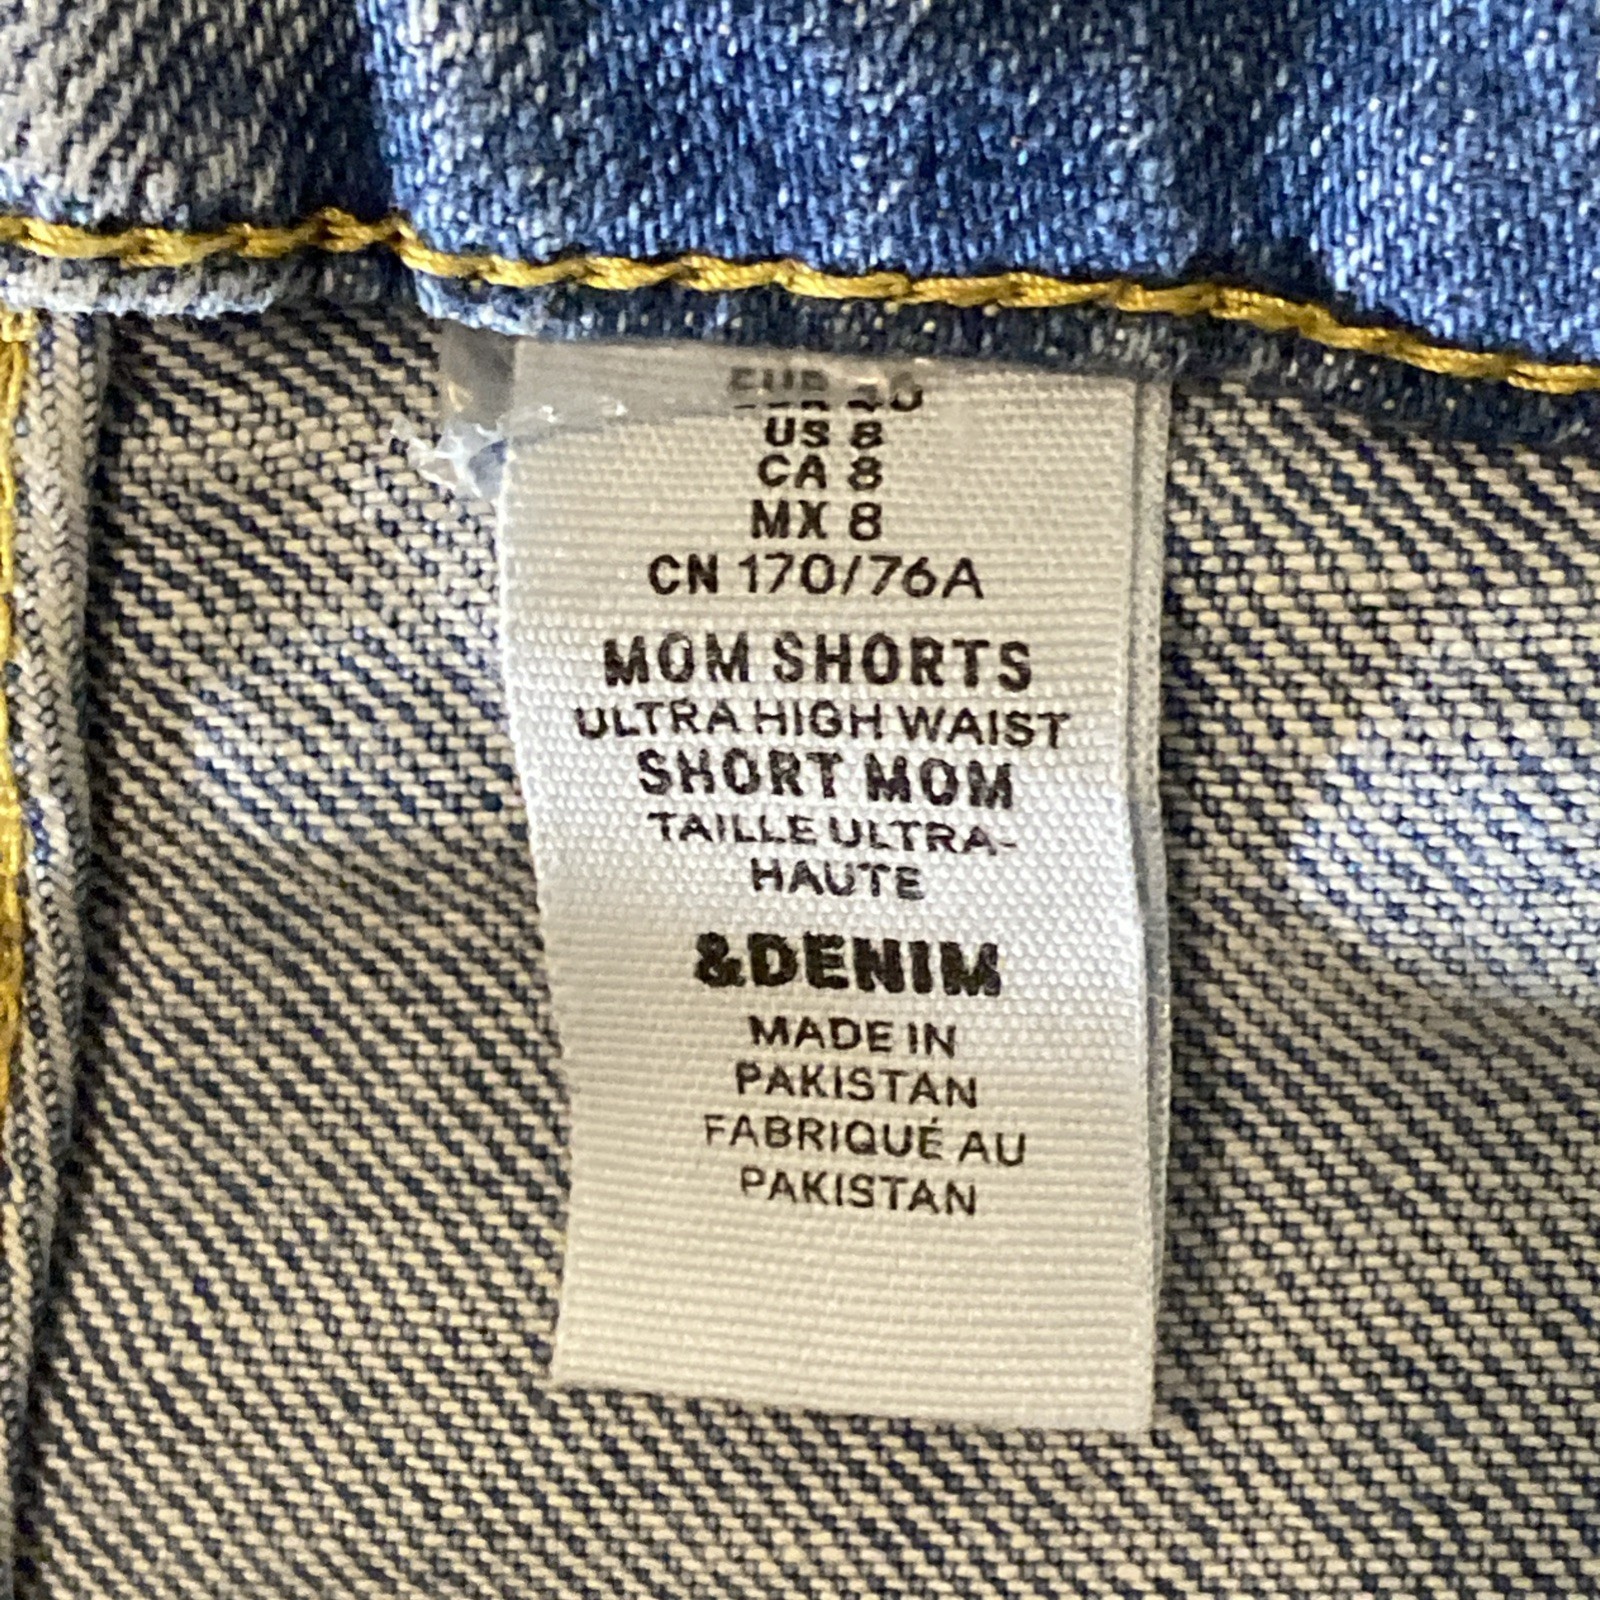 EUR
US 8
CA 8
MX 8
CN 170/76A
MOM SHORTS
ULTRA HIGH WAIST
SHORT MOM
TAILLE ULTRA-
HAUTE
&DENIM
MADE IN
PAKISTAN
FABRIQUÉ AU
PAKISTAN